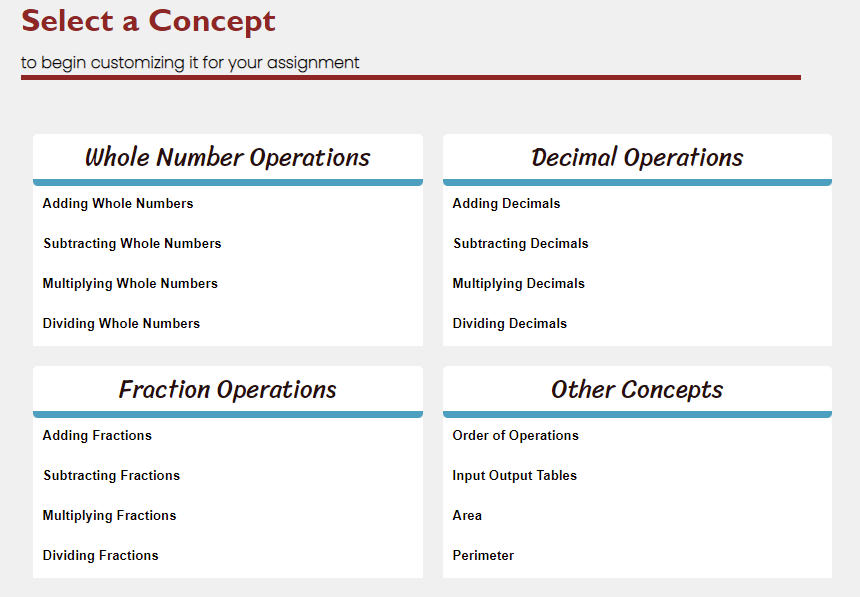 Select a Concept
to begin customizing it for your assignment
Whole Number Operations
Adding Whole Numbers
Subtracting Whole Numbers
Multiplying Whole Numbers
Dividing Whole Numbers
Decimal Operations
Adding Decimals
Subtracting Decimals
Multiplying Decimals
Dividing Decimals
Fraction Operations
Adding Fractions
Subtracting Fractions
Multiplying Fractions
Dividing Fractions
Other Concepts
Order of Operations
Input Output Tables
Area
Perimeter